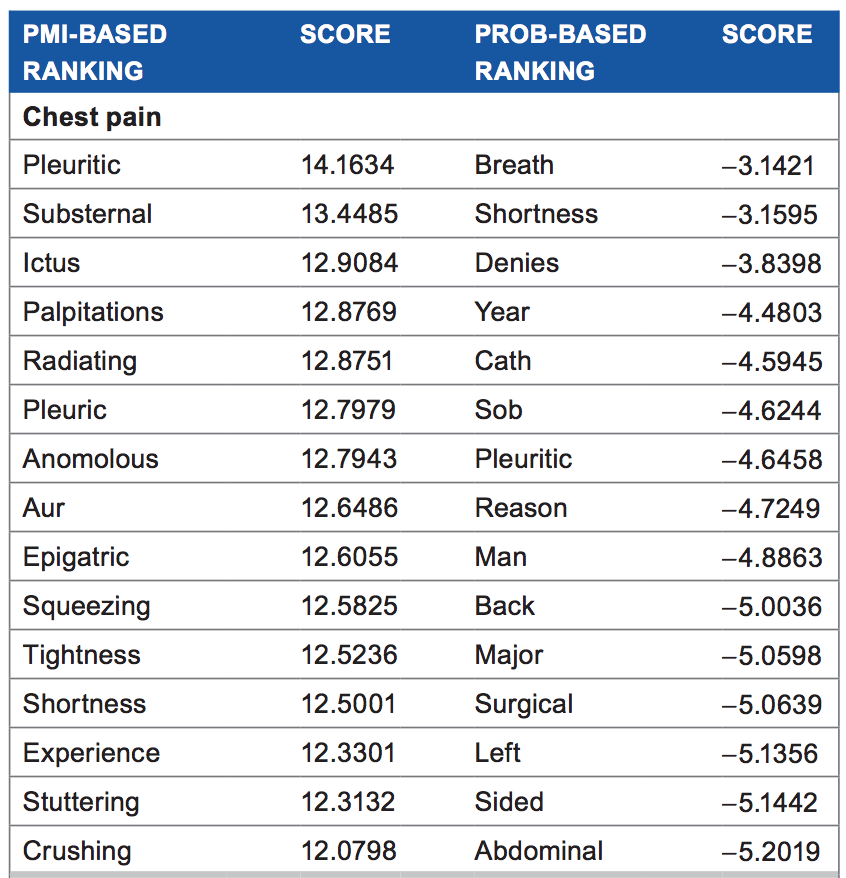 PMI-BASED RANKING SCORE PROB-BASED RANKING SCORE
Chest pain
Pleuritic 14.1634 Breath –3.1421
Substernal 13.4485 Shortness –3.1595
Ictus 12.9084 Denies –3.8398
Palpitations 12.8769 Year –4.4803
Radiating 12.8751 Cath –4.5945
Pleuric 12.7979 Sob –4.6244
Anomolous 12.7943 Pleuritic –4.6458
Aur 12.6486 Reason –4.7249
Epigatric 12.6055 Man –4.8863
Squeezing 12.5825 Back –5.0036
Tightness 12.5236 Major –5.0598
Shortness 12.5001 Surgical –5.0639
Experience 12.3301 Left –5.1356
Stuttering 12.3132 Sided –5.1442
Crushing 12.0798 Abdominal –5.2019